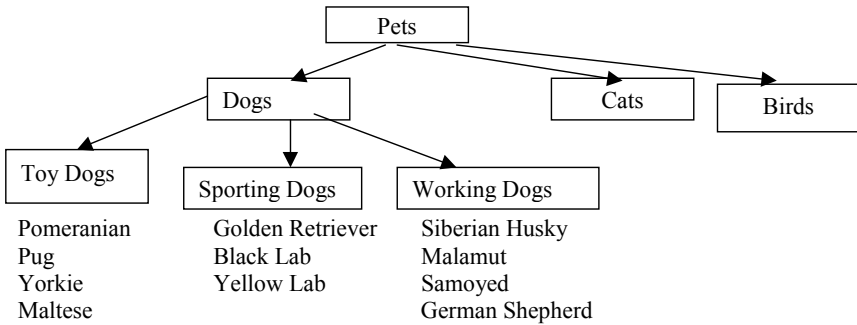 Pets
Dogs
Cats
Birds
Toy Dogs
Sporting Dogs
Working Dogs
Pomeranian
Pug
Yorkie
Maltese
Golden Retriever
Black Lab
Yellow Lab
Siberian Husky
Malamut
Samoyed
German Shepherd